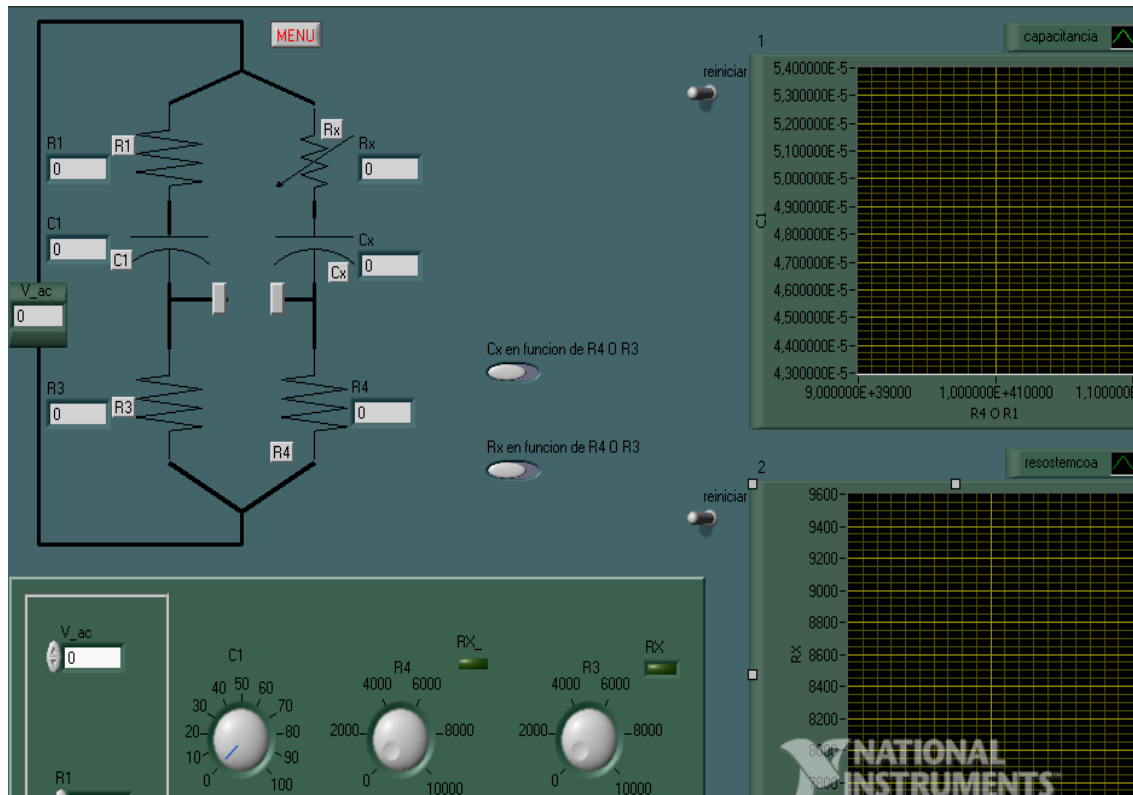 MENU
R1
0
R1
Rx
Rx
0
C1
0
C1
Cx
Cx
0
V_ac
0
R3
0
R3
R4
0
R4
Cx en funcion de R4 O R3
Rx en funcion de R4 O R3
reiniciar
1
capacitancia
5,400000E-5
5,300000E-5
5,200000E-5
5,100000E-5
5,000000E-5
4,900000E-5
4,800000E-5
4,700000E-5
4,600000E-5
4,500000E-5
4,400000E-5
4,300000E-5
C1
9,000000E+39000 1,000000E+410000 1,100000E
R4 O R1
reiniciar
2
resostemcoa
9600
9400
9200
9000
8800
8600
8400
8200
8000
7800
RX
NATIONAL
INSTRUMENTS
V_ac
0
R1
C1
0 10 20 30 40 50 60 70 80 90 100
RX_
R4
0 2000 4000 6000 8000 10000
RX
R3
0 2000 4000 6000 8000 10000